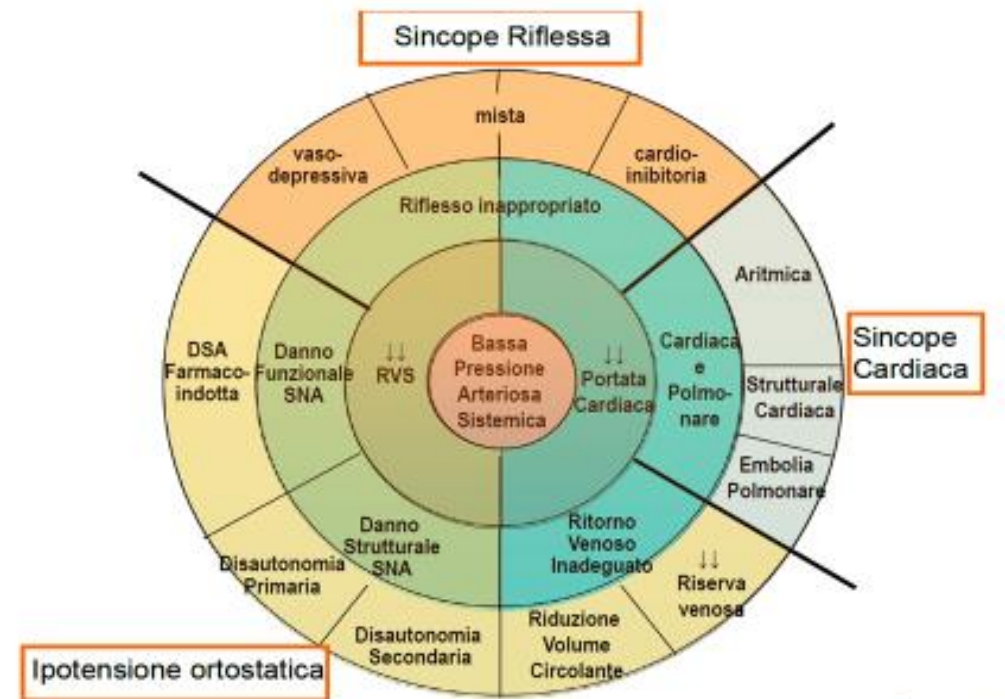 Sincope Riflessa
mista
vaso-
depressiva
cardio-
inibitoria
Riflesso inappropriato
Aritmica
Sincope
Cardiaca
DSA
Farmaco-
indotta
Danno
Funzionale
SNA
↓↓
RVS
Bassa
Pressione
Arteriosa
Sistemica
↓↓
Portata
Cardiaca
Cardiaca
e
Polmo-
nare
Strutturale
Cardiaca
Embolia
Polmonare
Danno
Strutturale
SNA
Ritorno
Venoso
Inadeguato
↓↓
Riserva
venosa
Disautonomia
Primaria
Disautonomia
Secondaria
Riduzione
Volume
Circolante
Ipotensione ortostatica